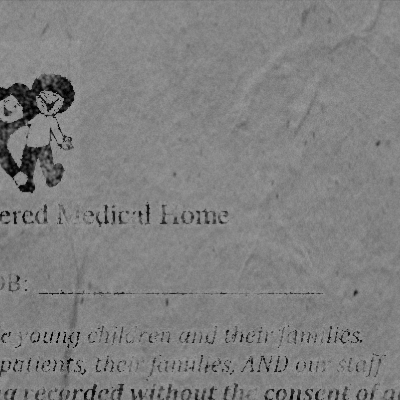 ered Medical Home
OB:
e young children and their families.
patients, their families, AND our staff
g recorded without the consent of a